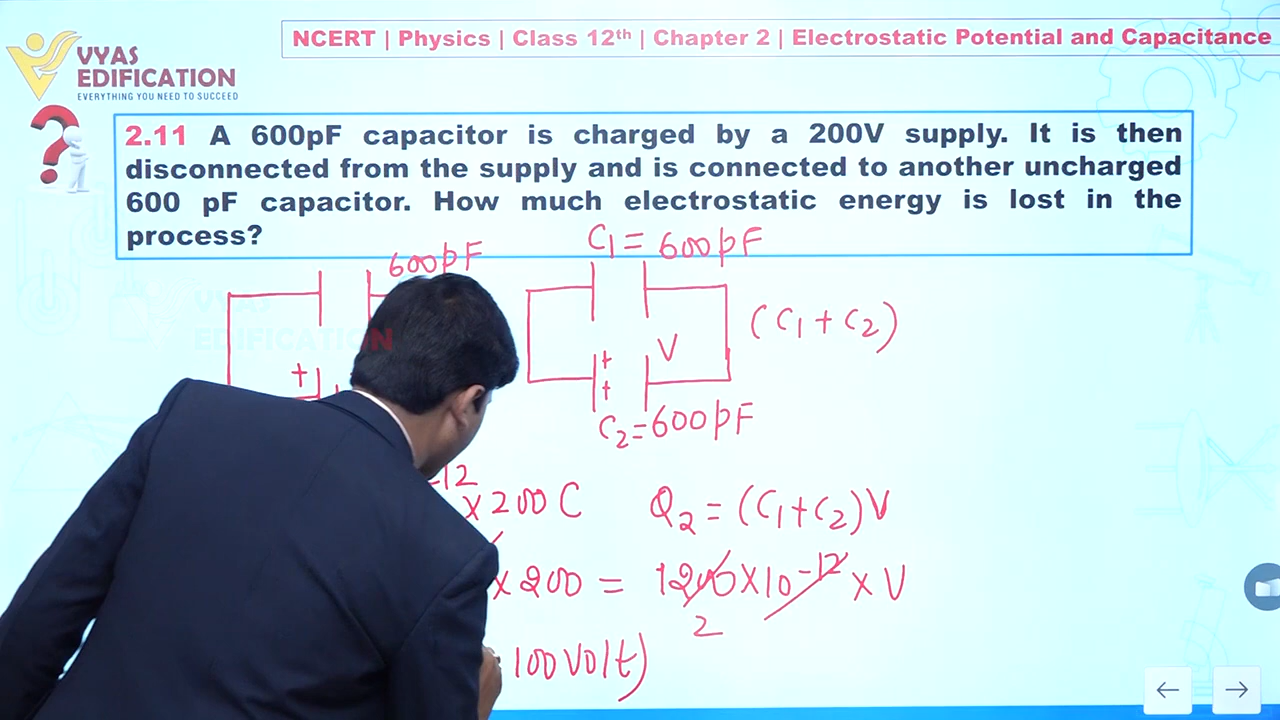 NCERT | Physics | Class 12th | Chapter 2 | Electrostatic Potential and Capacitance
VYAS
EDIFICATION
EVERYTHING YOU NEED TO SUCCEED
2.11 A 600pF capacitor is charged by a 200V supply. It is then
disconnected from the supply and is connected to another uncharged
600 pF capacitor. How much electrostatic energy is lost in the
process?
600pF
C₁ = 600pF
VYAS
EDIFICATION
(C₁ + C₂)
+
+
+
V
C₂=600pF
-12
× 200 C
Q₂ = (C₁+C₂)V
× 200 = 1200×10⁻¹² × V
2
100 Volt)
← →